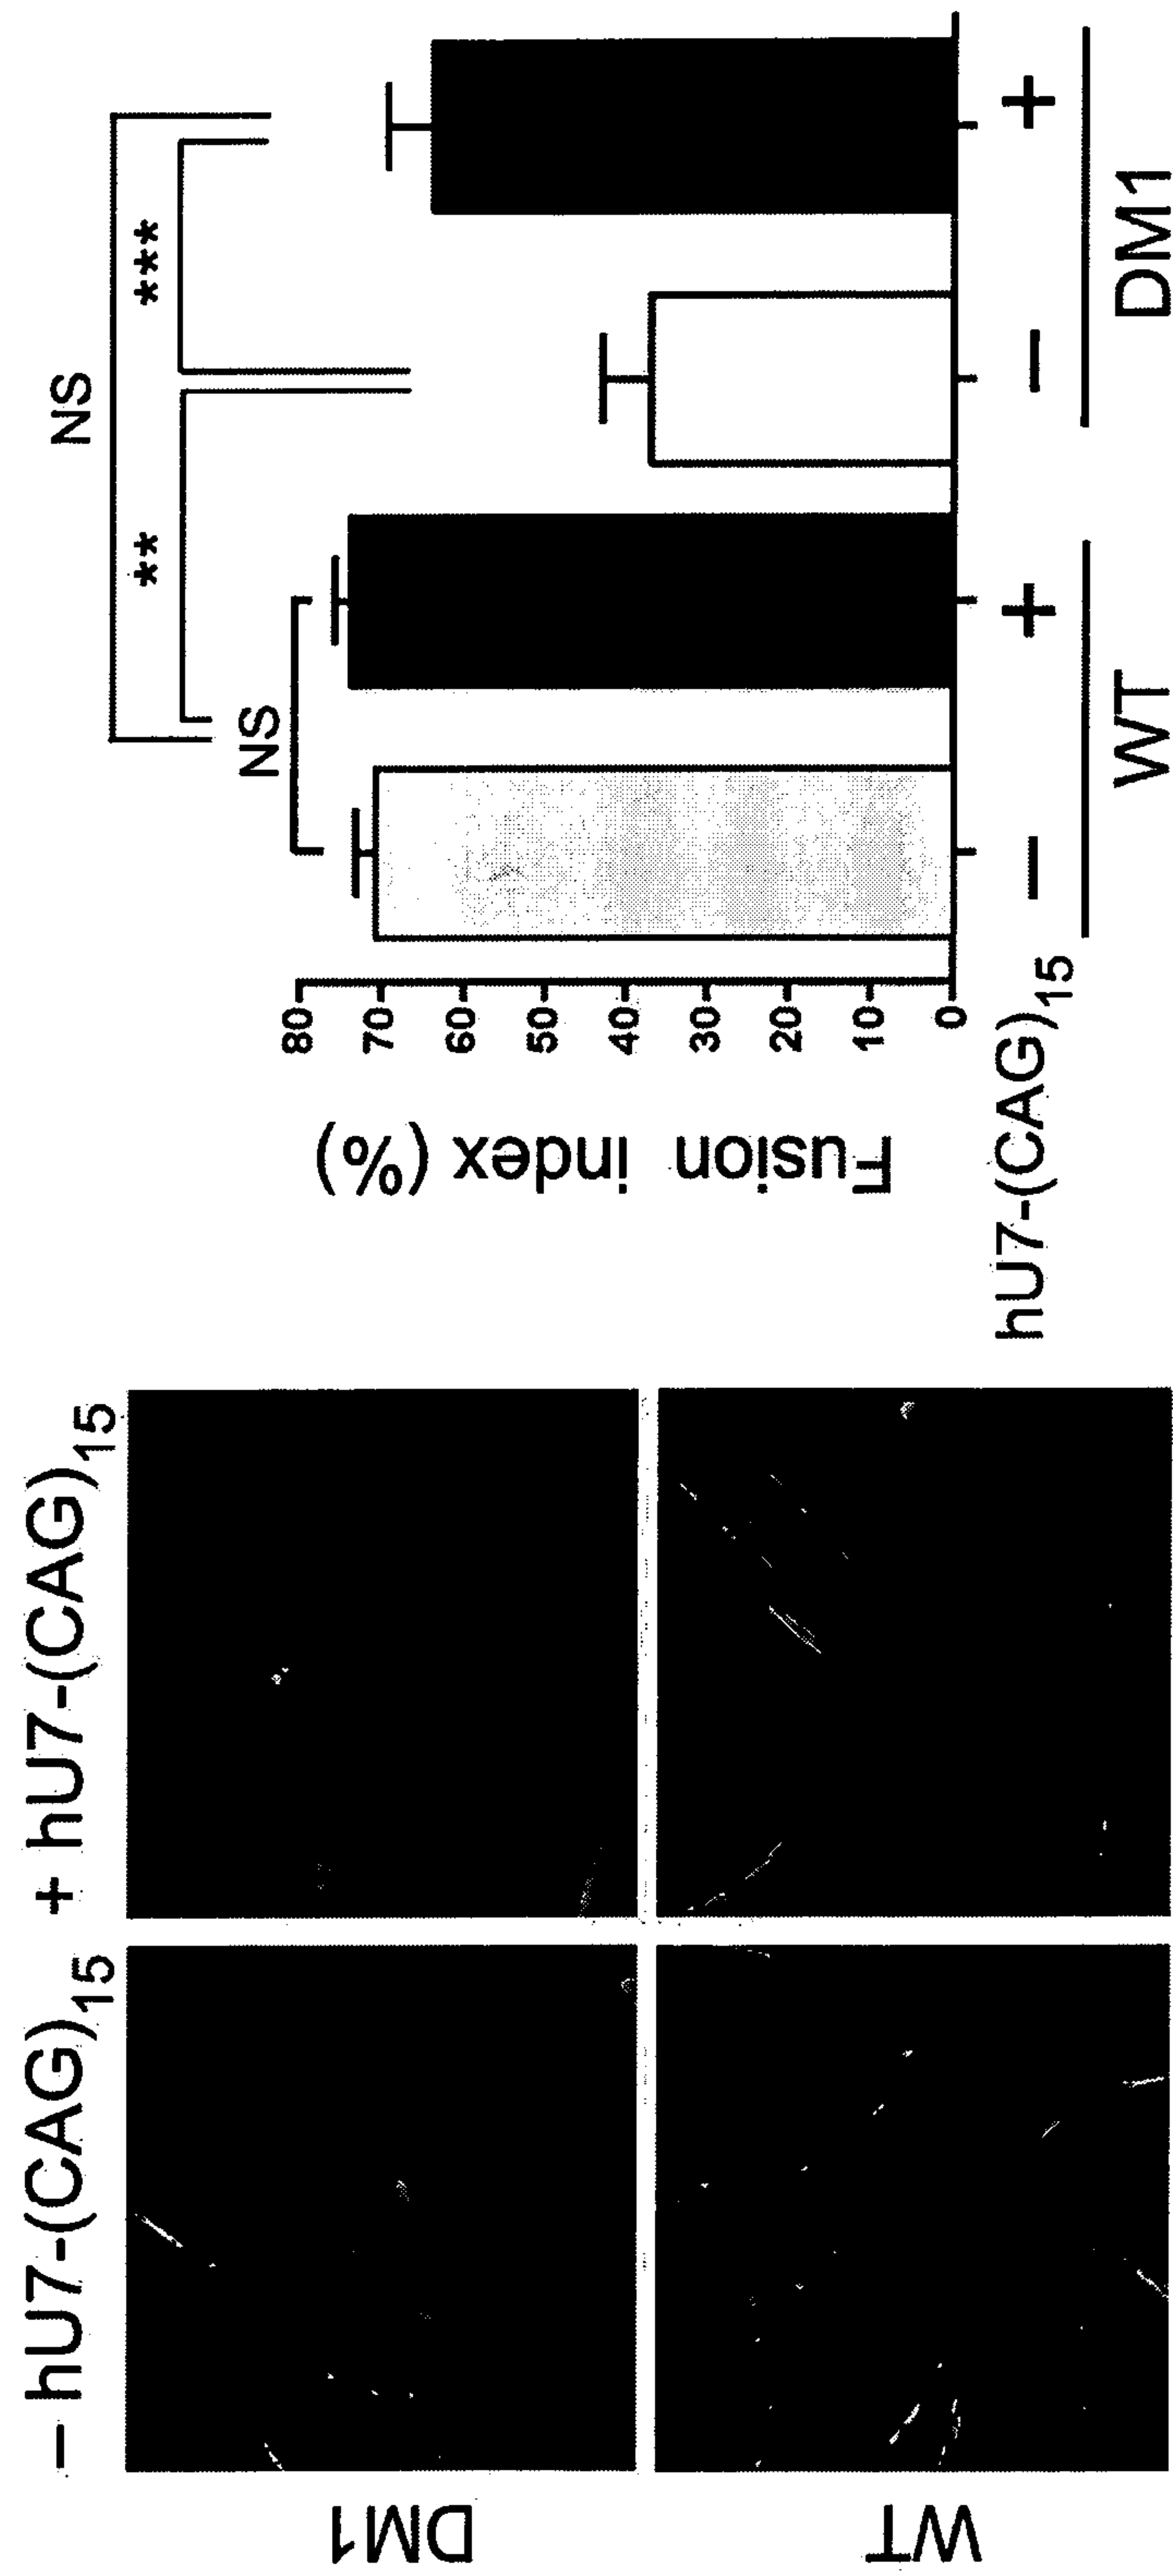 – hU7-(CAG)15
+ hU7-(CAG)15
DM1
WT
Fusion index (%)
80
70
60
50
40
30
20
10
0
NS
NS
**
***
hU7-(CAG)15
– + – +
WT DM1